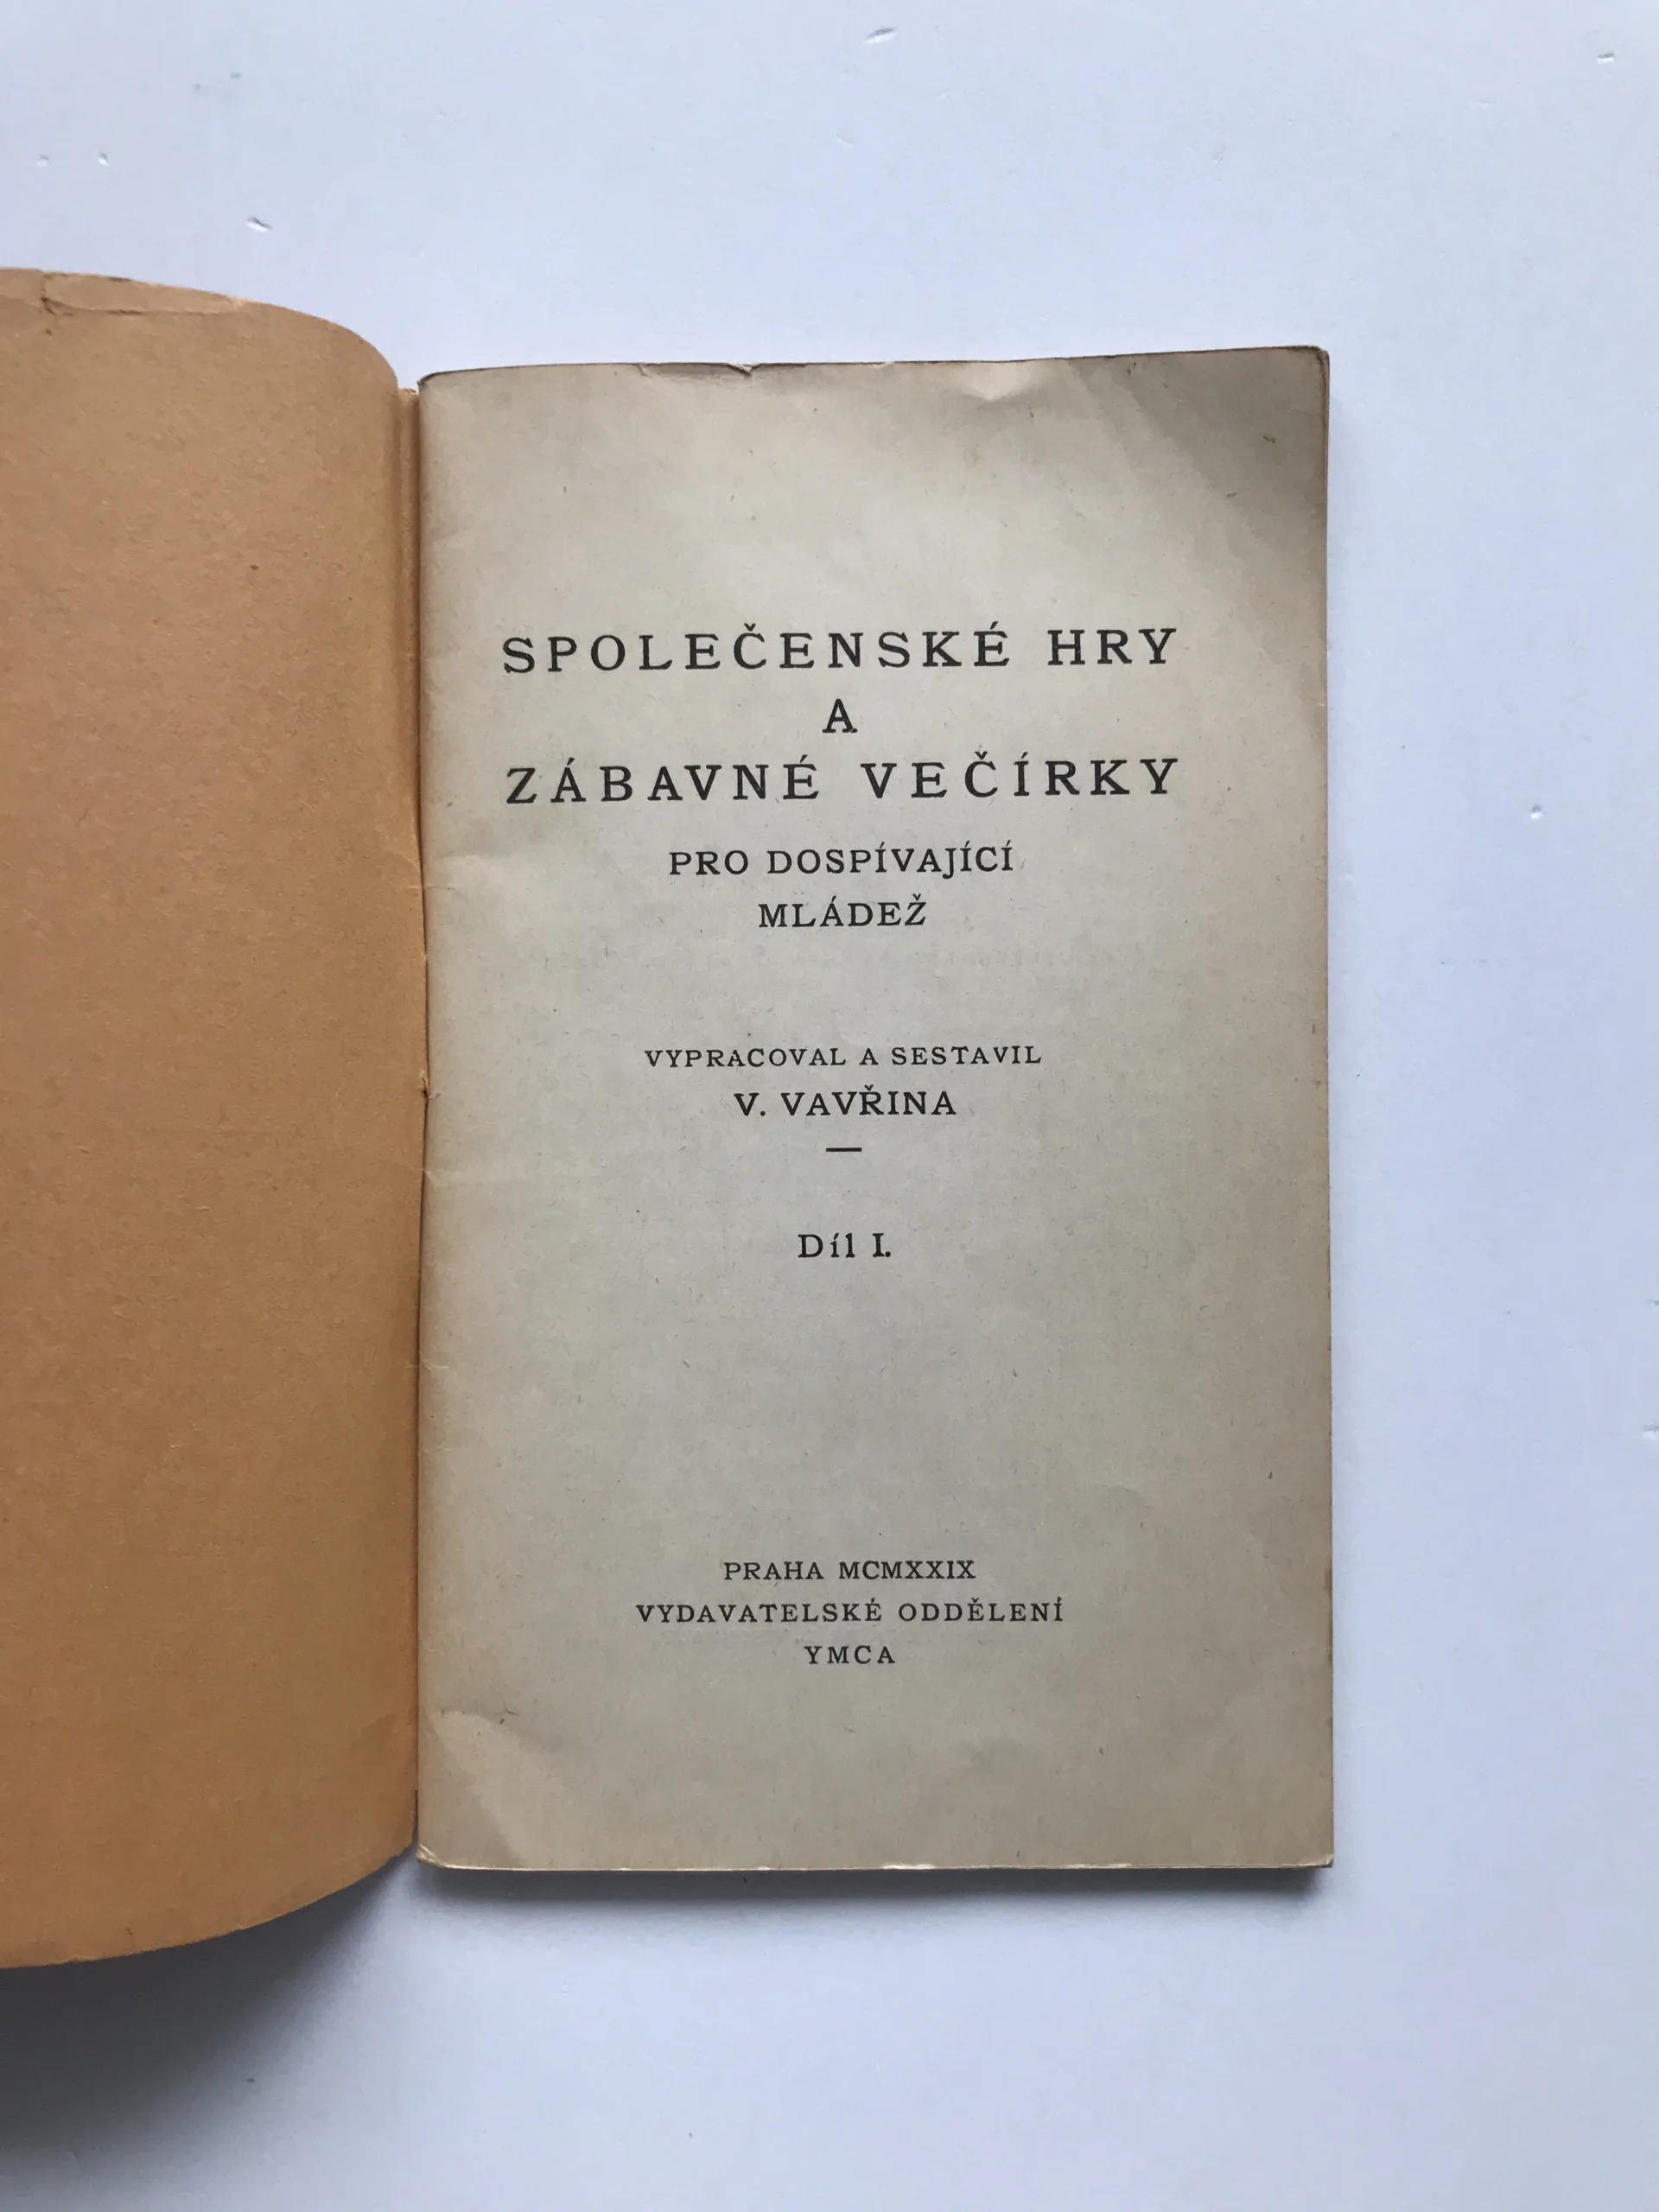 SPOLEČENSKÉ HRY
A
ZÁBAVNÉ VEČÍRKY
PRO DOSPÍVAJÍCÍ
MLÁDEŽ
VYPRACOVAL A SESTAVIL
V. VAVŘINA
Díl I.
PRAHA MCMXXIX
VYDAVATELSKÉ ODDĚLENÍ
YMCA